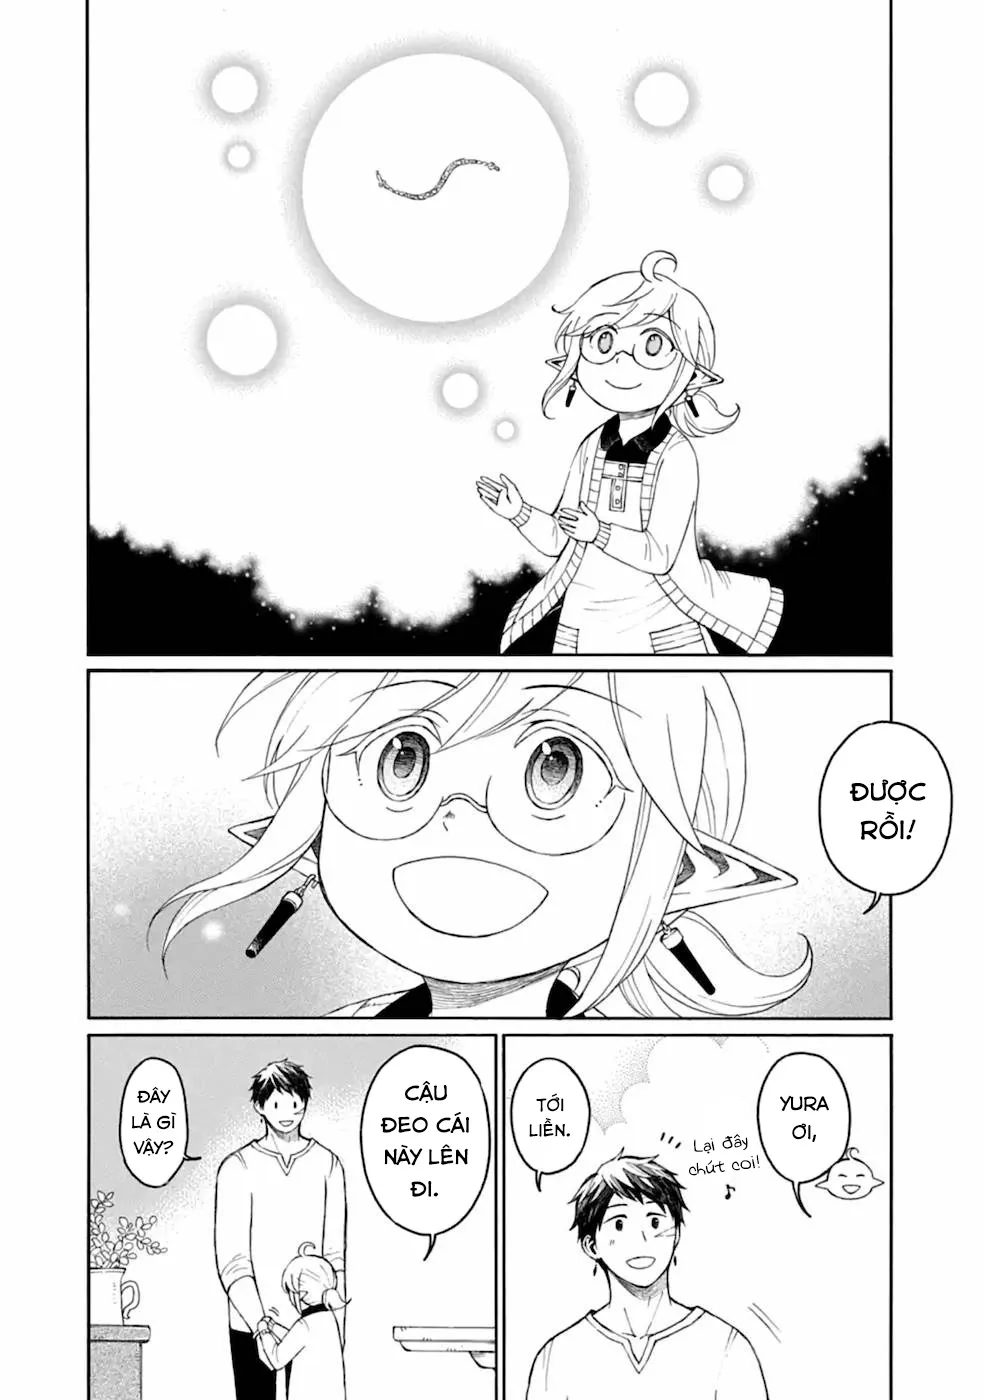 ĐƯỢC
RỒI!
YURA
ƠI,
Lại đây
chút coi!
TỚI
LIỀN.
CẬU
ĐEO CÁI
NÀY LÊN
ĐI.
ĐÂY
LÀ GÌ
VẬY?